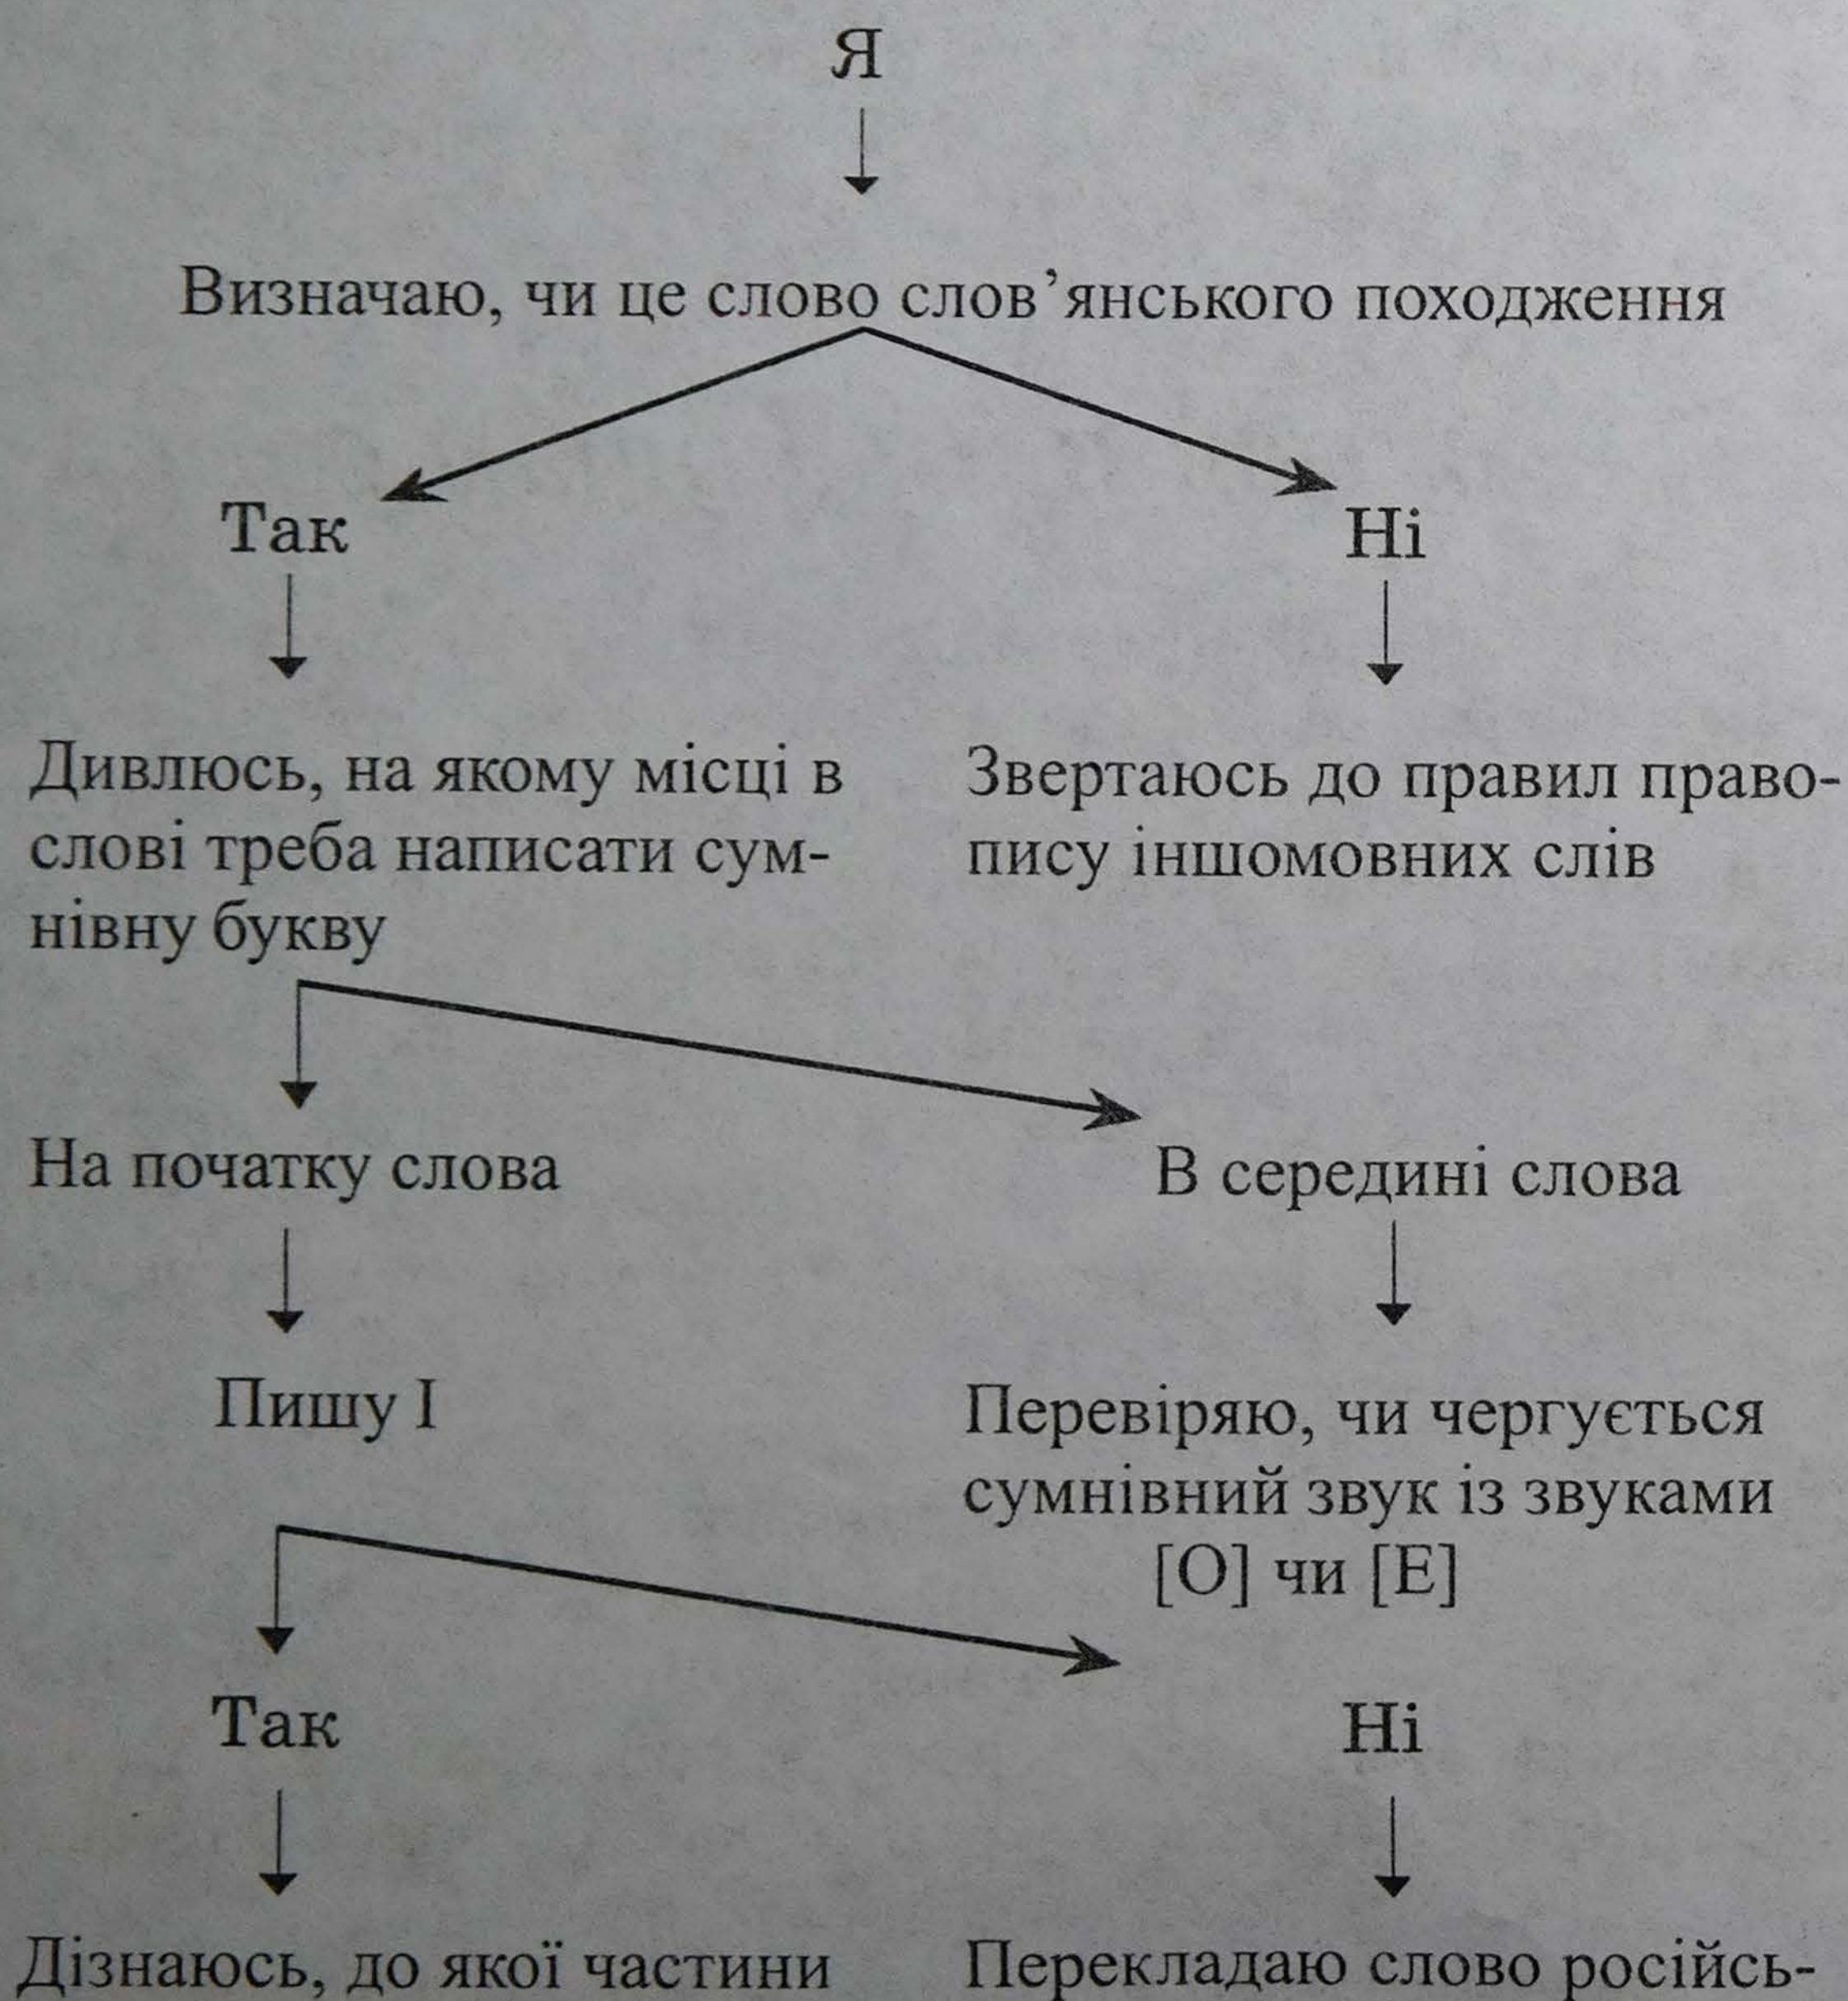 Я
Визначаю, чи це слово слов’янського походження
Так
Ні
Дивлюсь, на якому місці в
слові треба написати сум-
нівну букву
Звертаюсь до правил право-
пису іншомовних слів
На початку слова
В середині слова
Пишу І
Перевіряю, чи чергується
сумнівний звук із звуками
[О] чи [Е]
Так
Ні
Дізнаюсь, до якої частини
Перекладаю слово російсь-